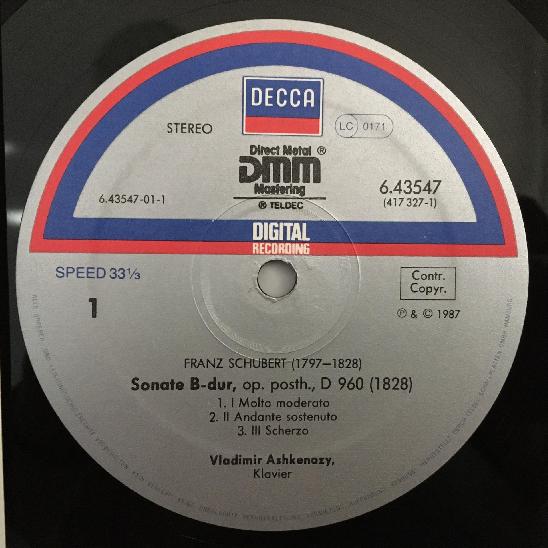 DECCA
STEREO
LC 0171
Direct Metal ®
DMM
Mastering
℗ TELDEC
6.43547-01-1
6.43547
(417 327-1)
DIGITAL
RECORDING
SPEED 33⅓
1
Contr.
Copyr.
℗ & © 1987
FRANZ SCHUBERT (1797–1828)
Sonate B-dur, op. posth., D 960 (1828)
1. I Molto moderato
2. II Andante sostenuto
3. III Scherzo
Vladimir Ashkenazy,
Klavier